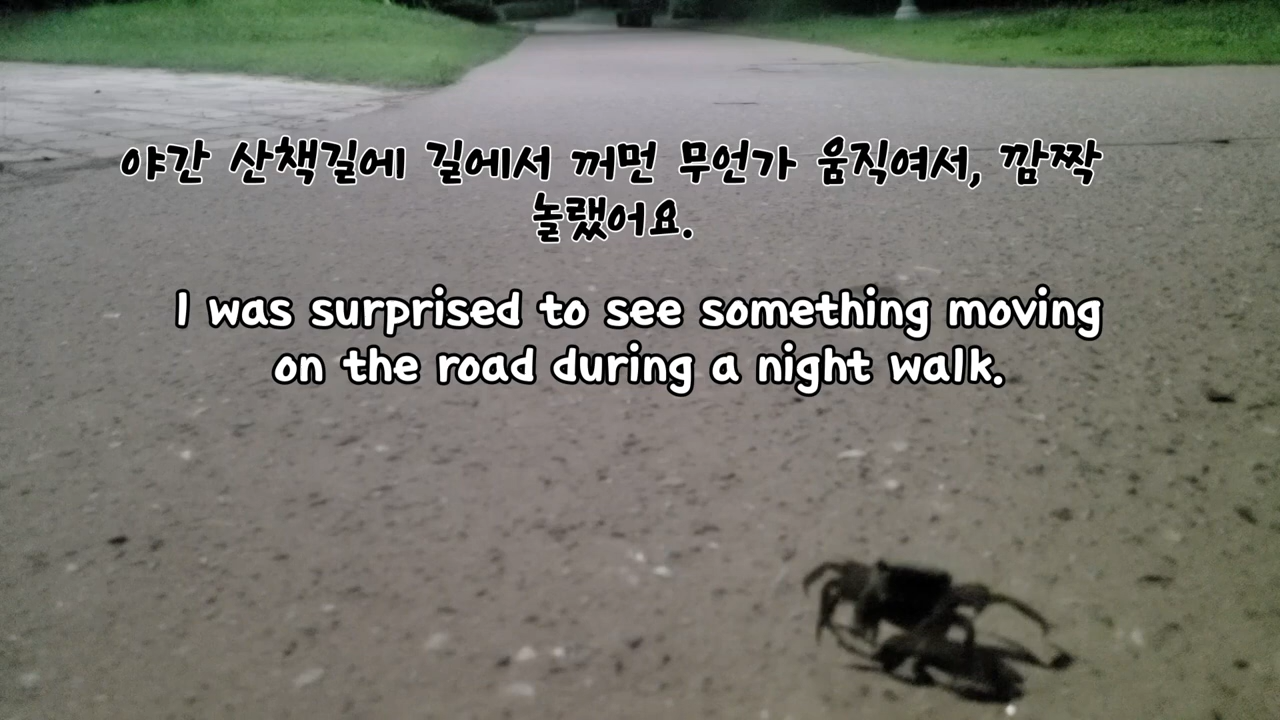 야간 산책길에 길에서 꺼먼 무언가 움직여서, 깜짝
놀랬어요.
I was surprised to see something moving
on the road during a night walk.